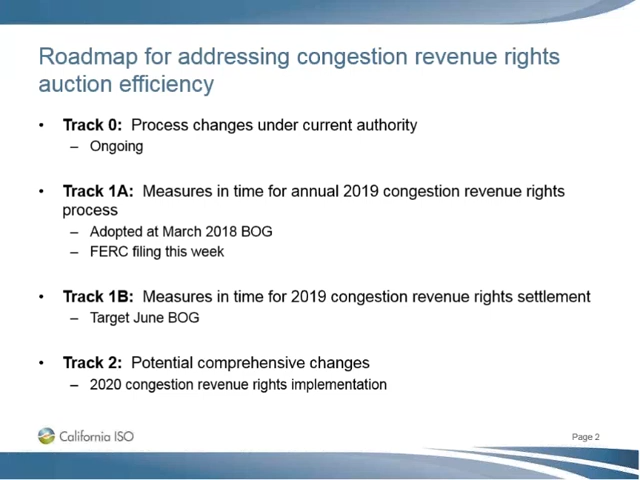 Roadmap for addressing congestion revenue rights
auction efficiency
• Track 0: Process changes under current authority
– Ongoing
• Track 1A: Measures in time for annual 2019 congestion revenue rights
process
– Adopted at March 2018 BOG
– FERC filing this week
• Track 1B: Measures in time for 2019 congestion revenue rights settlement
– Target June BOG
• Track 2: Potential comprehensive changes
– 2020 congestion revenue rights implementation
California ISO
Page 2